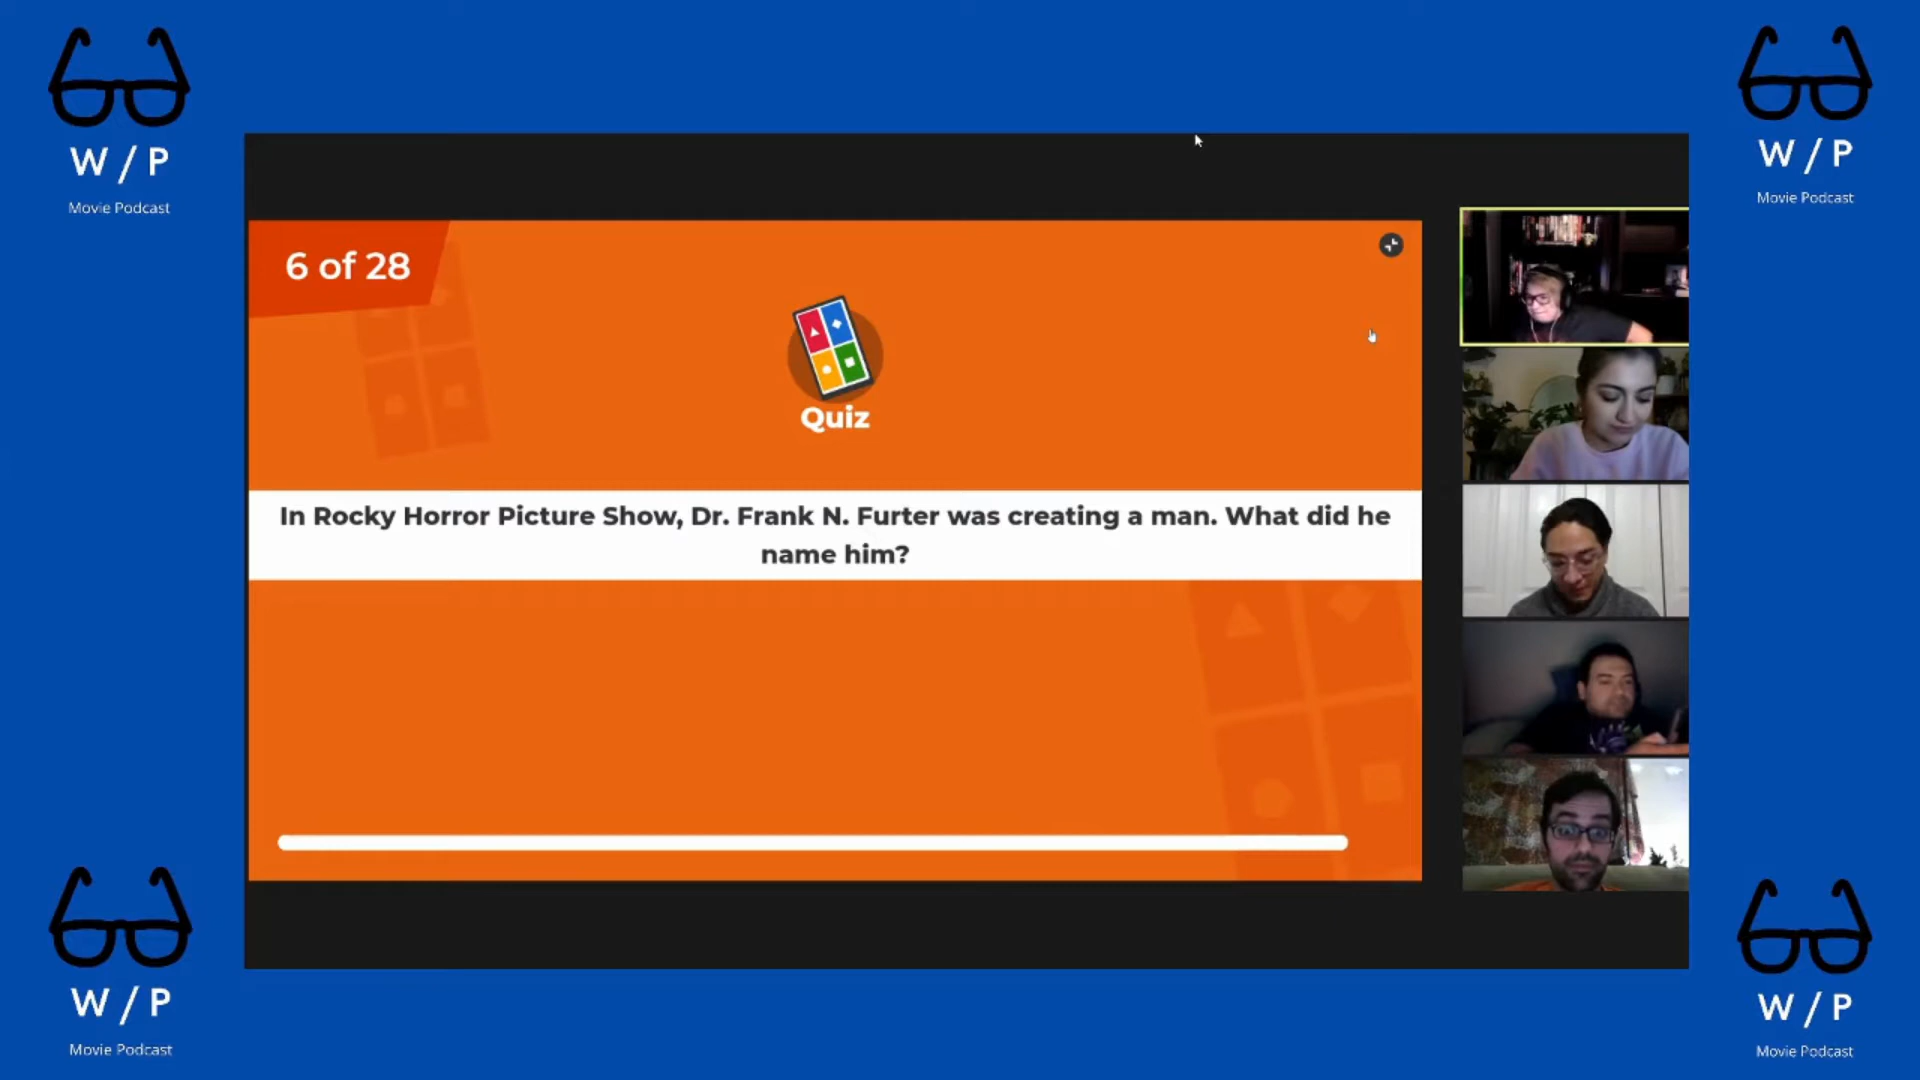 W / P
Movie Podcast
W / P
Movie Podcast
6 of 28
Quiz
In Rocky Horror Picture Show, Dr. Frank N. Furter was creating a man. What did he
name him?
W / P
Movie Podcast
W / P
Movie Podcast